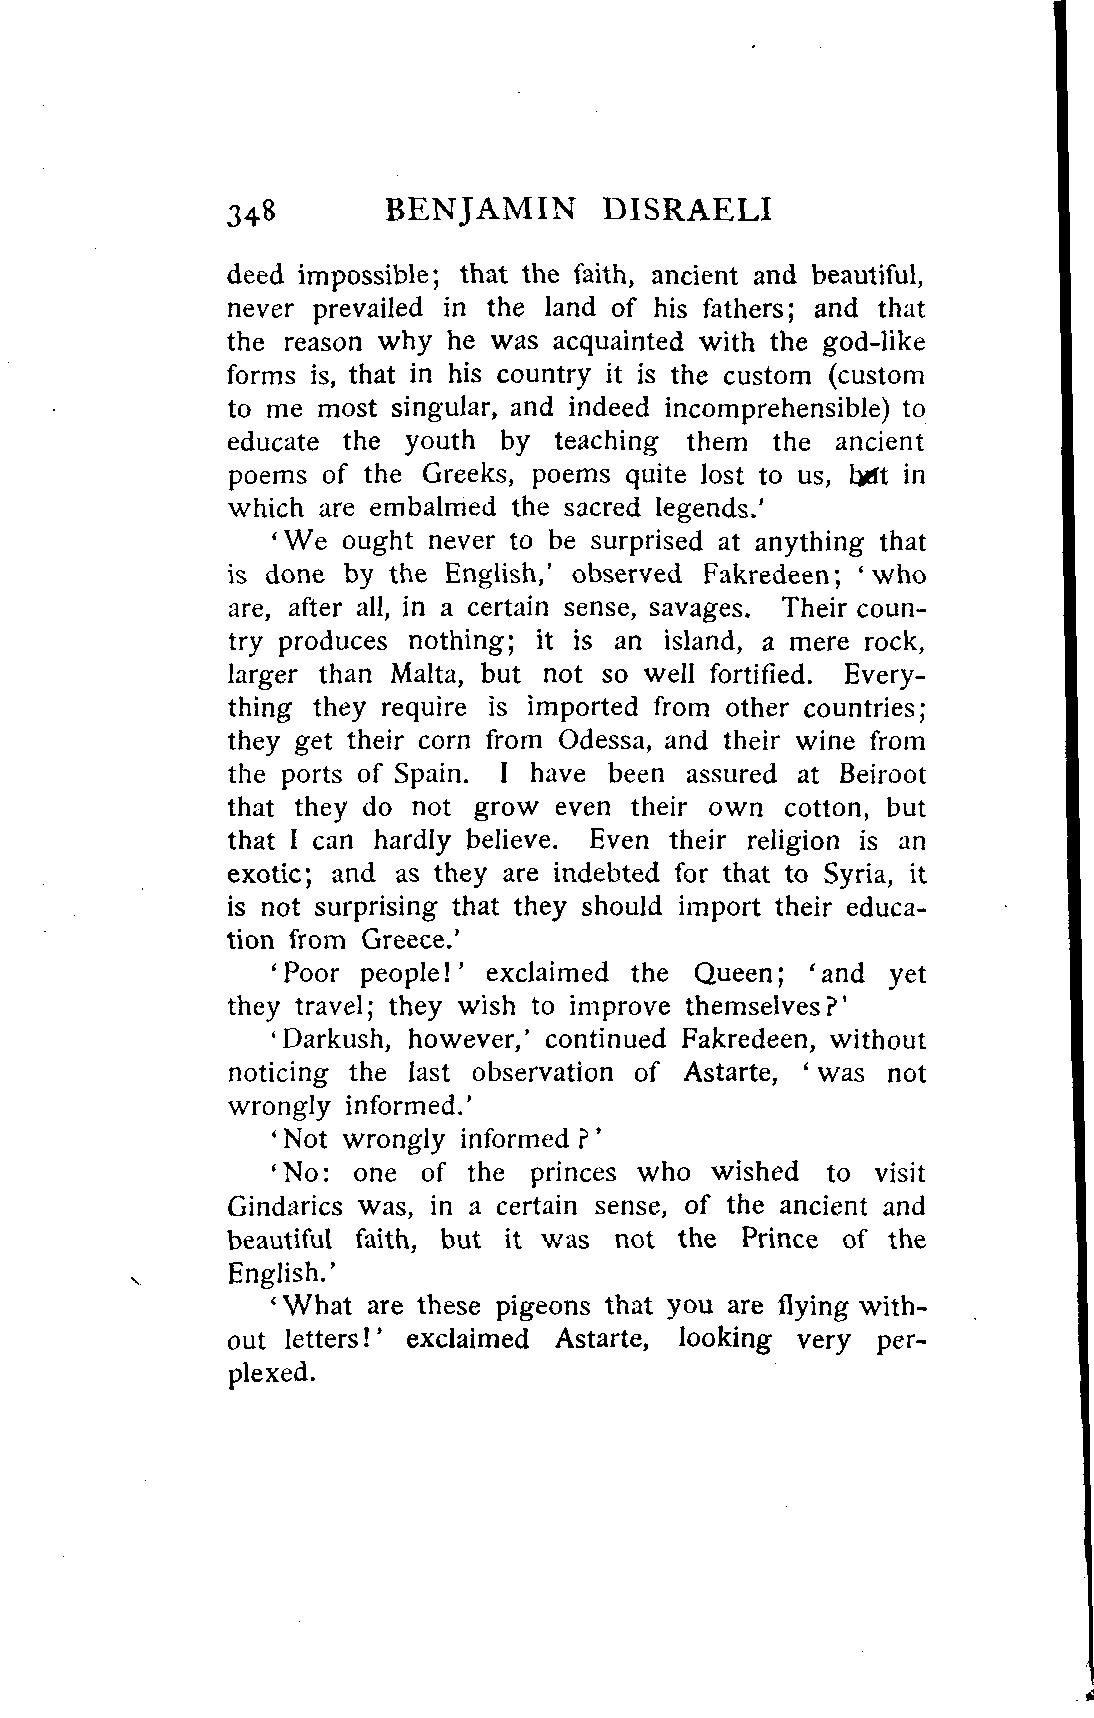 348 BENJAMIN DISRAELI
deed impossible; that the faith, ancient and beautiful,
never prevailed in the land of his fathers; and that
the reason why he was acquainted with the god-like
forms is, that in his country it is the custom (custom
to me most singular, and indeed incomprehensible) to
educate the youth by teaching them the ancient
poems of the Greeks, poems quite lost to us, but in
which are embalmed the sacred legends.'
'We ought never to be surprised at anything that
is done by the English,' observed Fakredeen; 'who
are, after all, in a certain sense, savages. Their coun-
try produces nothing; it is an island, a mere rock,
larger than Malta, but not so well fortified. Every-
thing they require is imported from other countries;
they get their corn from Odessa, and their wine from
the ports of Spain. I have been assured at Beiroot
that they do not grow even their own cotton, but
that I can hardly believe. Even their religion is an
exotic; and as they are indebted for that to Syria, it
is not surprising that they should import their educa-
tion from Greece.'
'Poor people!' exclaimed the Queen; 'and yet
they travel; they wish to improve themselves?'
'Darkush, however,' continued Fakredeen, without
noticing the last observation of Astarte, 'was not
wrongly informed.'
'Not wrongly informed?'
'No: one of the princes who wished to visit
Gindarics was, in a certain sense, of the ancient and
beautiful faith, but it was not the Prince of the
English.'
'What are these pigeons that you are flying with-
out letters!' exclaimed Astarte, looking very per-
plexed.